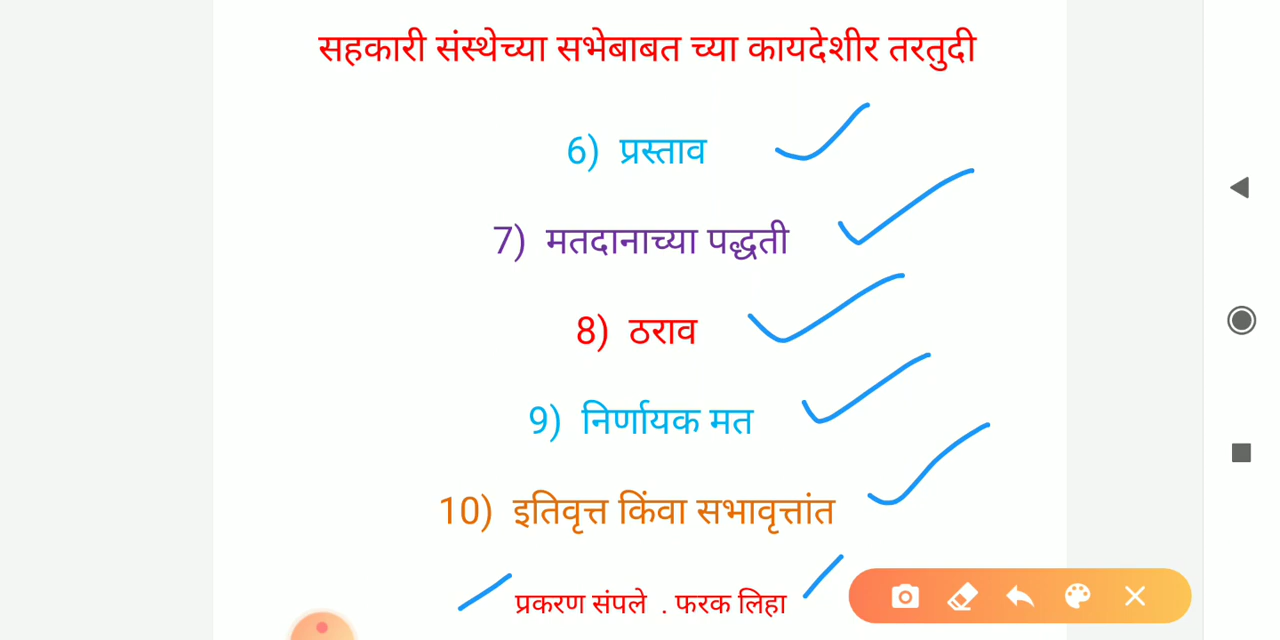 सहकारी संस्थेच्या सभेबाबत च्या कायदेशीर तरतुदी
6) प्रस्ताव
7) मतदानाच्या पद्धती
8) ठराव
9) निर्णायक मत
10) इतिवृत्त किंवा सभावृत्तांत
प्रकरण संपले . फरक लिहा